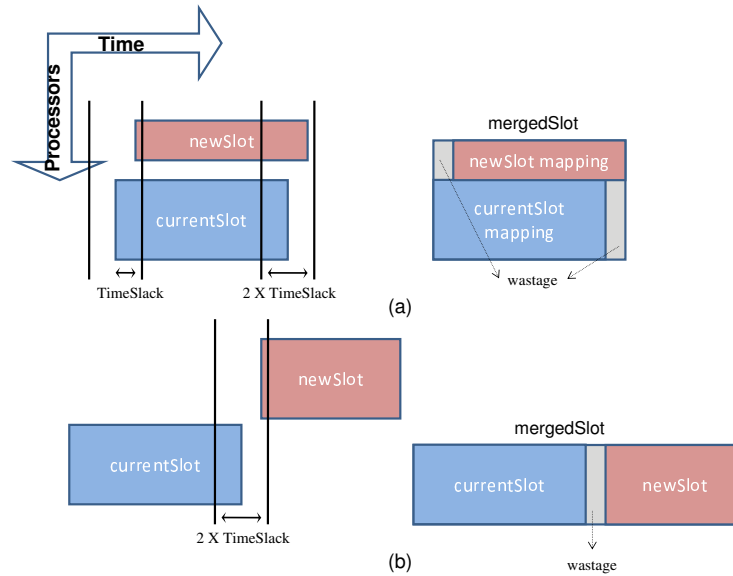 Time
Processors
newSlot
currentSlot
TimeSlack
2 X TimeSlack
mergedSlot
newSlot mapping
currentSlot
mapping
wastage
(a)
newSlot
currentSlot
2 X TimeSlack
mergedSlot
currentSlot
newSlot
wastage
(b)